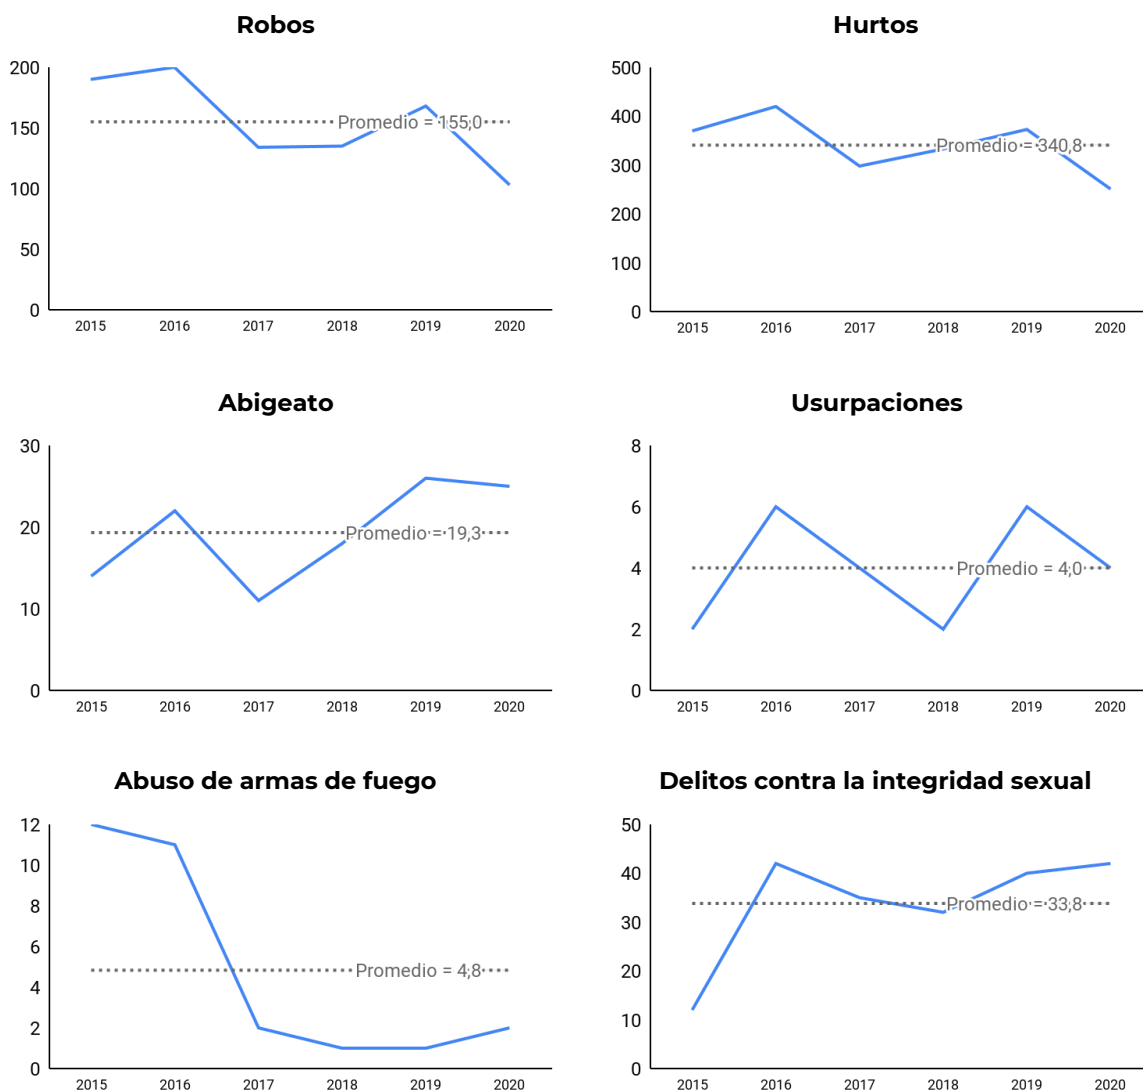 Robos
200
150
100
50
0
Promedio = 155,0
2015 2016 2017 2018 2019 2020
Hurtos
500
400
300
200
100
0
Promedio = 340,8
2015 2016 2017 2018 2019 2020
Abigeato
30
20
10
0
Promedio = 19,3
2015 2016 2017 2018 2019 2020
Usurpaciones
8
6
4
2
0
Promedio = 4,0
2015 2016 2017 2018 2019 2020
Abuso de armas de fuego
12
10
8
6
4
2
0
Promedio = 4,8
2015 2016 2017 2018 2019 2020
Delitos contra la integridad sexual
50
40
30
20
10
0
Promedio = 33,8
2015 2016 2017 2018 2019 2020